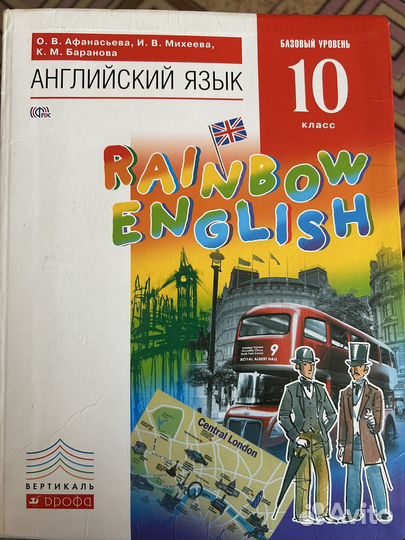 О. В. Афанасьева, И. В. Михеева,
К. М. Баранова
АНГЛИЙСКИЙ ЯЗЫК
БАЗОВЫЙ УРОВЕНЬ
10
класс
RAINBOW
ENGLISH
9
ROYAL ALBERT HALL
Central London
ВЕРТИКАЛЬ
ДРОФА
Avito